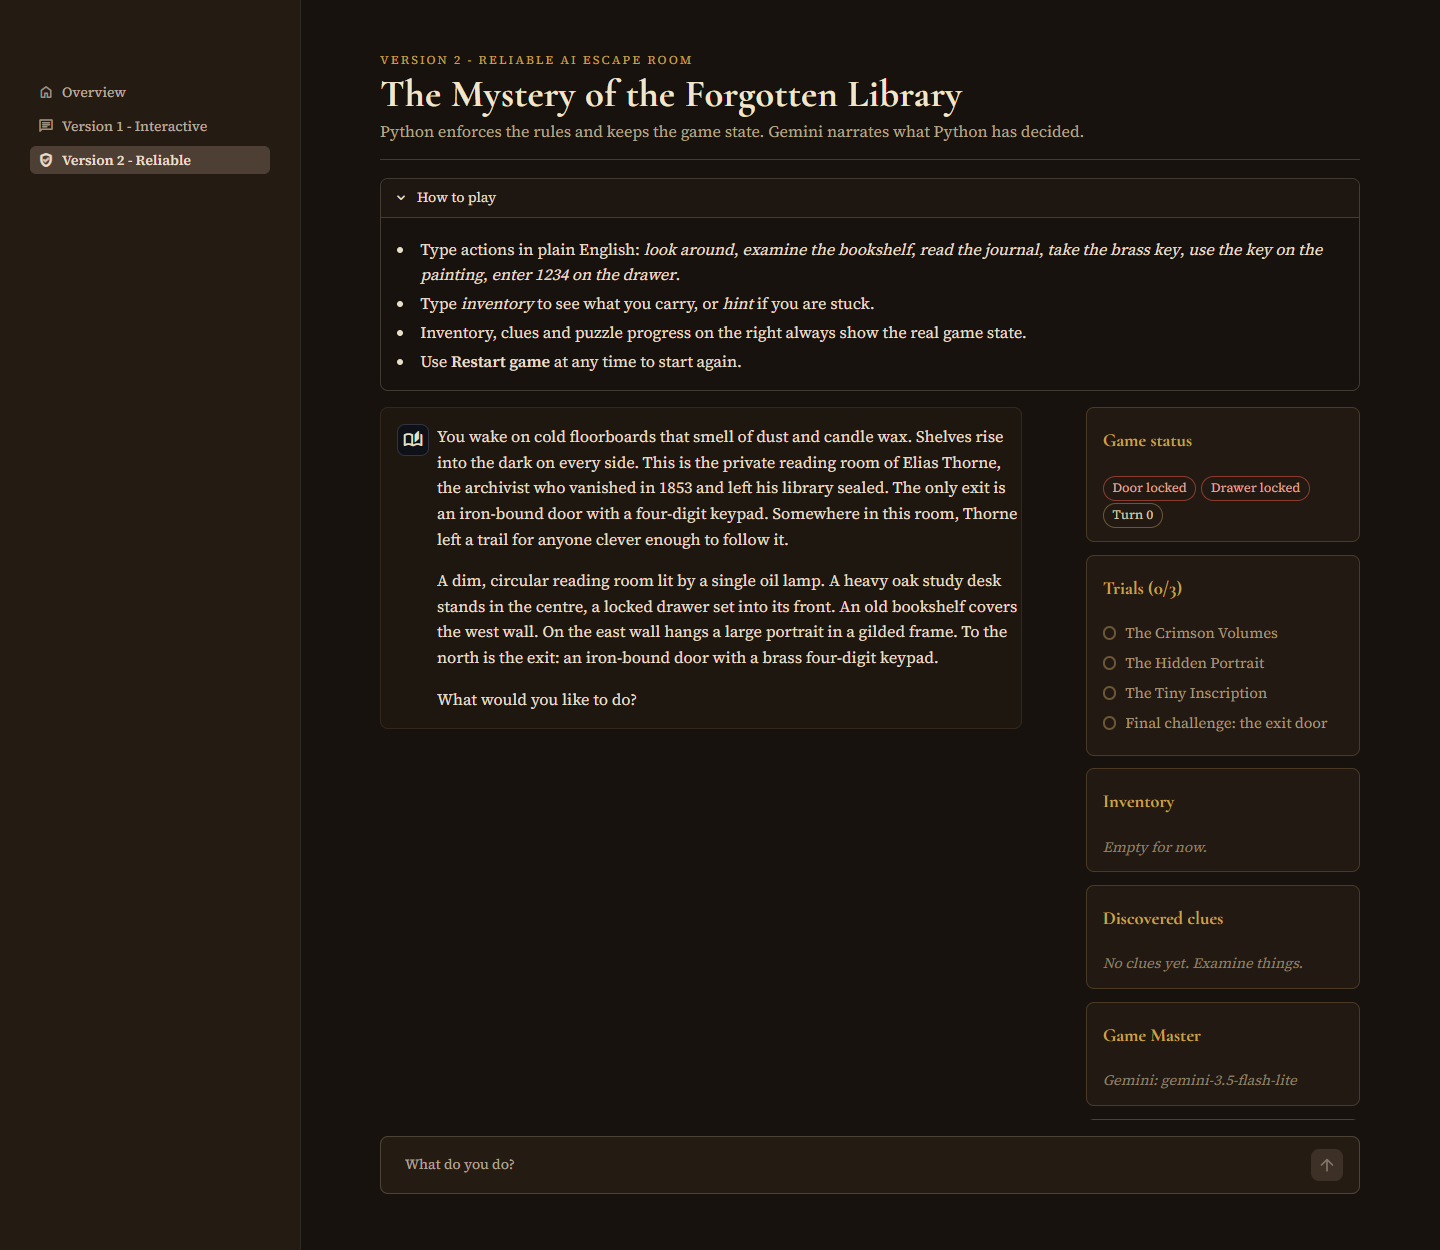 Overview
Version 1 - Interactive
Version 2 - Reliable
VERSION 2 - RELIABLE AI ESCAPE ROOM
The Mystery of the Forgotten Library
Python enforces the rules and keeps the game state. Gemini narrates what Python has decided.
How to play
Type actions in plain English: look around, examine the bookshelf, read the journal, take the brass key, use the key on the
painting, enter 1234 on the drawer.
Type inventory to see what you carry, or hint if you are stuck.
Inventory, clues and puzzle progress on the right always show the real game state.
Use Restart game at any time to start again.
You wake on cold floorboards that smell of dust and candle wax. Shelves rise
into the dark on every side. This is the private reading room of Elias Thorne,
the archivist who vanished in 1853 and left his library sealed. The only exit is
an iron-bound door with a four-digit keypad. Somewhere in this room, Thorne
left a trail for anyone clever enough to follow it.
A dim, circular reading room lit by a single oil lamp. A heavy oak study desk
stands in the centre, a locked drawer set into its front. An old bookshelf covers
the west wall. On the east wall hangs a large portrait in a gilded frame. To the
north is the exit: an iron-bound door with a brass four-digit keypad.
What would you like to do?
Game status
Door locked
Drawer locked
Turn 0
Trials (0/3)
The Crimson Volumes
The Hidden Portrait
The Tiny Inscription
Final challenge: the exit door
Inventory
Empty for now.
Discovered clues
No clues yet. Examine things.
Game Master
Gemini: gemini-3.5-flash-lite
What do you do?